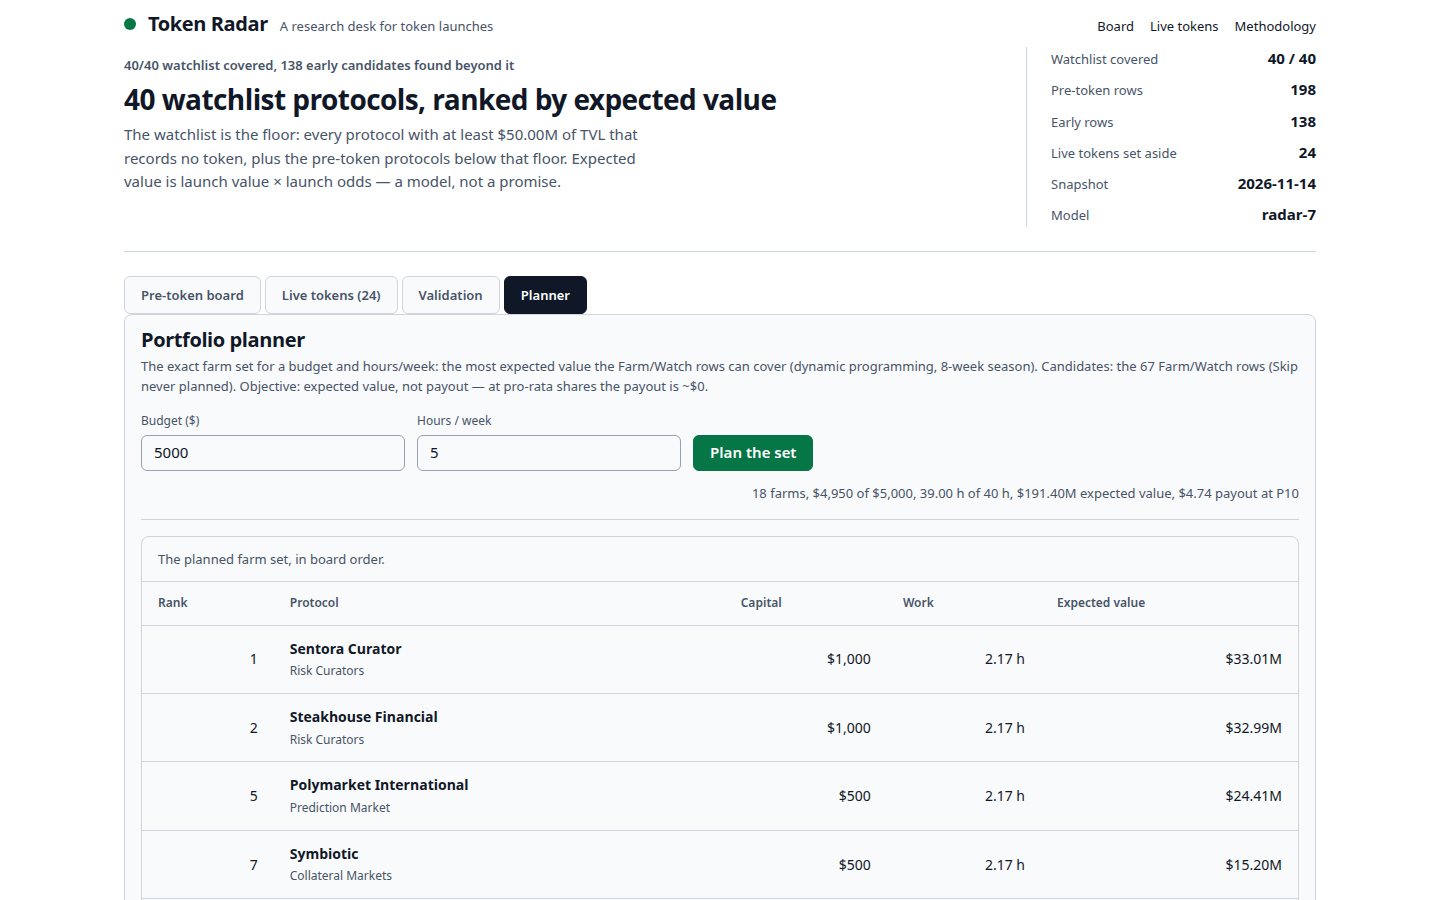 Token Radar A research desk for token launches
Board Live tokens Methodology
40/40 watchlist covered, 138 early candidates found beyond it
40 watchlist protocols, ranked by expected value
The watchlist is the floor: every protocol with at least $50.00M of TVL that
records no token, plus the pre-token protocols below that floor. Expected
value is launch value × launch odds — a model, not a promise.
Watchlist covered 40 / 40
Pre-token rows 198
Early rows 138
Live tokens set aside 24
Snapshot 2026-11-14
Model radar-7
Pre-token board Live tokens (24) Validation Planner
Portfolio planner
The exact farm set for a budget and hours/week: the most expected value the Farm/Watch rows can cover (dynamic programming, 8-week season). Candidates: the 67 Farm/Watch rows (Skip
never planned). Objective: expected value, not payout — at pro-rata shares the payout is ~$0.
Budget ($) Hours / week
5000 5 Plan the set
18 farms, $4,950 of $5,000, 39.00 h of 40 h, $191.40M expected value, $4.74 payout at P10
The planned farm set, in board order.
Rank Protocol Capital Work Expected value
1 Sentora Curator $1,000 2.17 h $33.01M
Risk Curators
2 Steakhouse Financial $1,000 2.17 h $32.99M
Risk Curators
5 Polymarket International $500 2.17 h $24.41M
Prediction Market
7 Symbiotic $500 2.17 h $15.20M
Collateral Markets